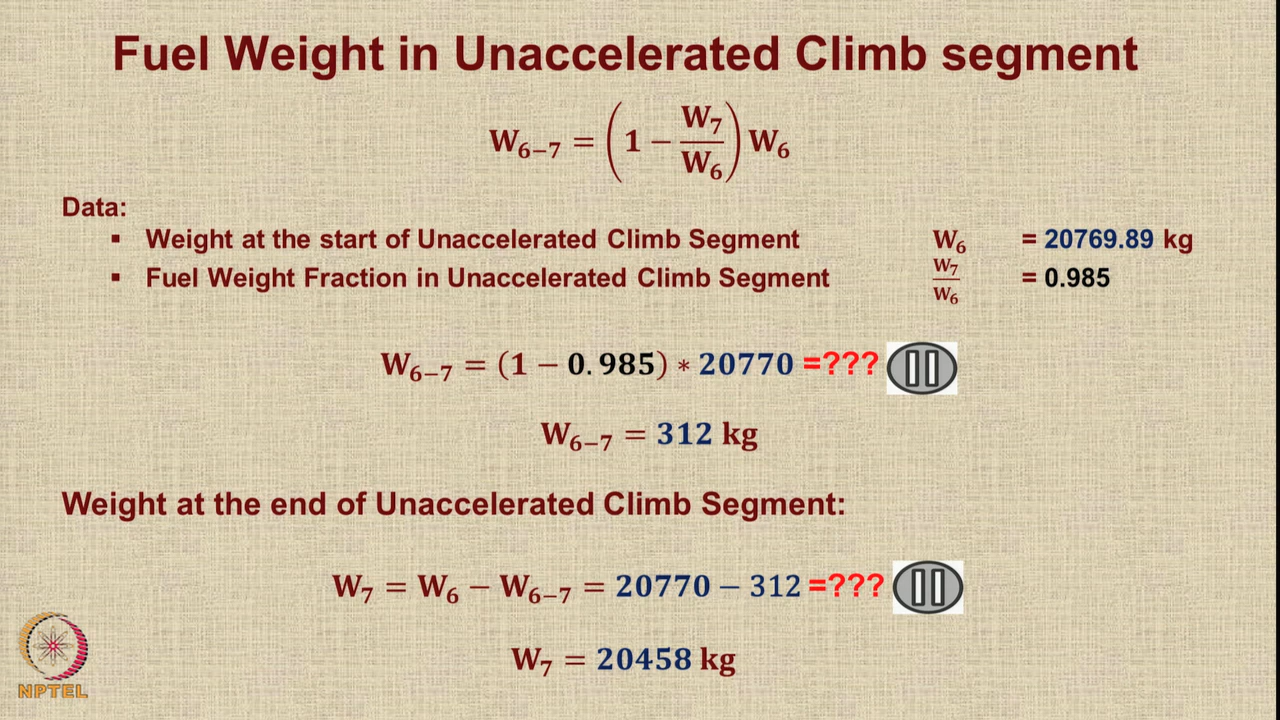 Fuel Weight in Unaccelerated Climb segment
W₆₋₇ = (1 − W₇/W₆) W₆
Data:
▪ Weight at the start of Unaccelerated Climb Segment W₆ = 20769.89 kg
▪ Fuel Weight Fraction in Unaccelerated Climb Segment W₇/W₆ = 0.985
W₆₋₇ = (1 − 0.985) * 20770 =???
W₆₋₇ = 312 kg
Weight at the end of Unaccelerated Climb Segment:
W₇ = W₆ − W₆₋₇ = 20770 − 312 =???
W₇ = 20458 kg
NPTEL